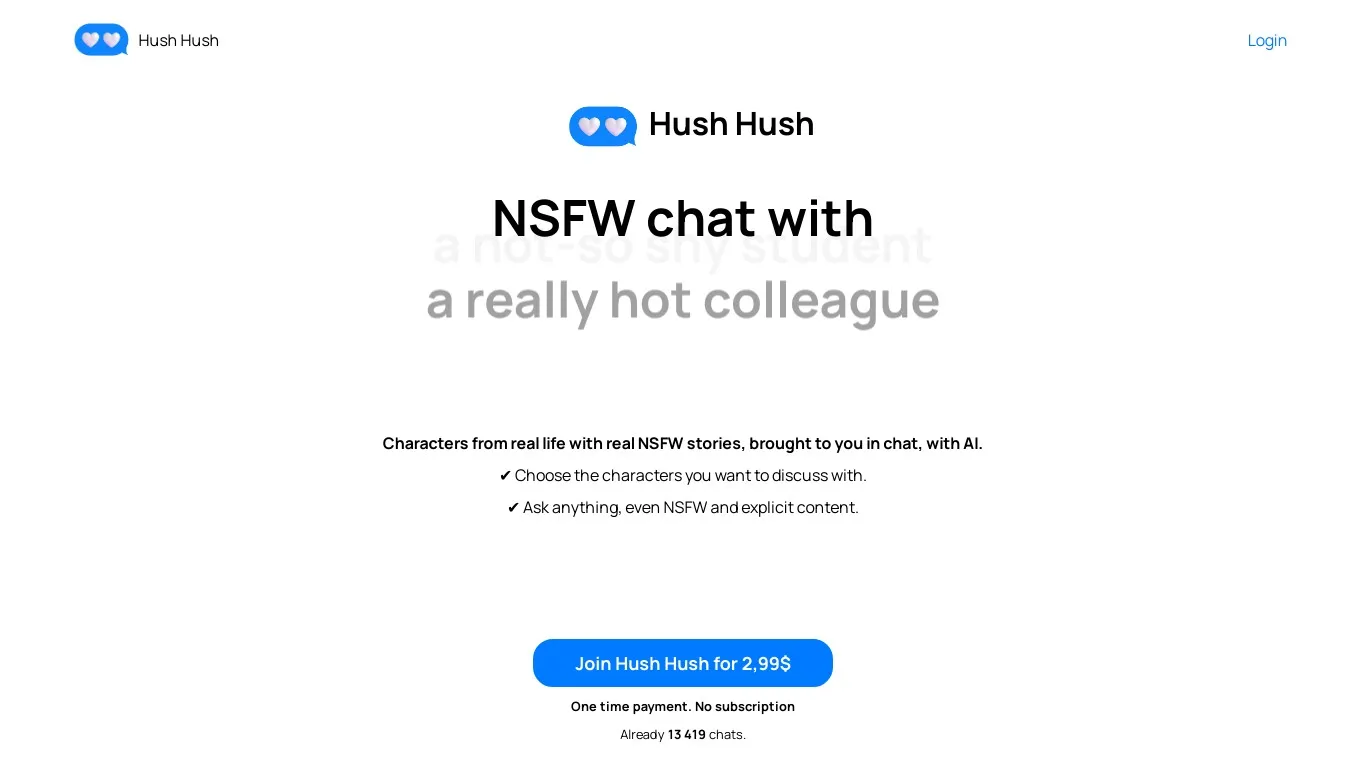 Hush Hush
Login
Hush Hush
NSFW chat with
a not-so shy student
a really hot colleague
Characters from real life with real NSFW stories, brought to you in chat, with AI.
✔ Choose the characters you want to discuss with.
✔ Ask anything, even NSFW and explicit content.
Join Hush Hush for 2,99$
One time payment. No subscription
Already 13 419 chats.